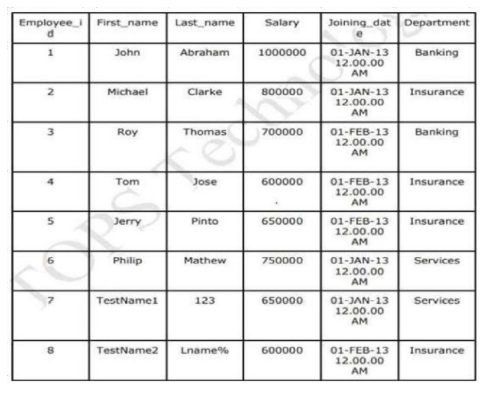 Employee_i First_name Last_name Salary Joining_dat Department
d e
1 John Abraham 1000000 01-JAN-13 Banking
12.00.00
AM
2 Michael Clarke 800000 01-JAN-13 Insurance
12.00.00
AM
3 Roy Thomas 700000 01-FEB-13 Banking
12.00.00
AM
4 Tom Jose 600000 01-FEB-13 Insurance
12.00.00
AM
5 Jerry Pinto 650000 01-FEB-13 Insurance
12.00.00
AM
6 Philip Mathew 750000 01-JAN-13 Services
12.00.00
AM
7 TestName1 123 650000 01-JAN-13 Services
12.00.00
AM
8 TestName2 Lname% 600000 01-FEB-13 Insurance
12.00.00
AM
TOPS Technolog